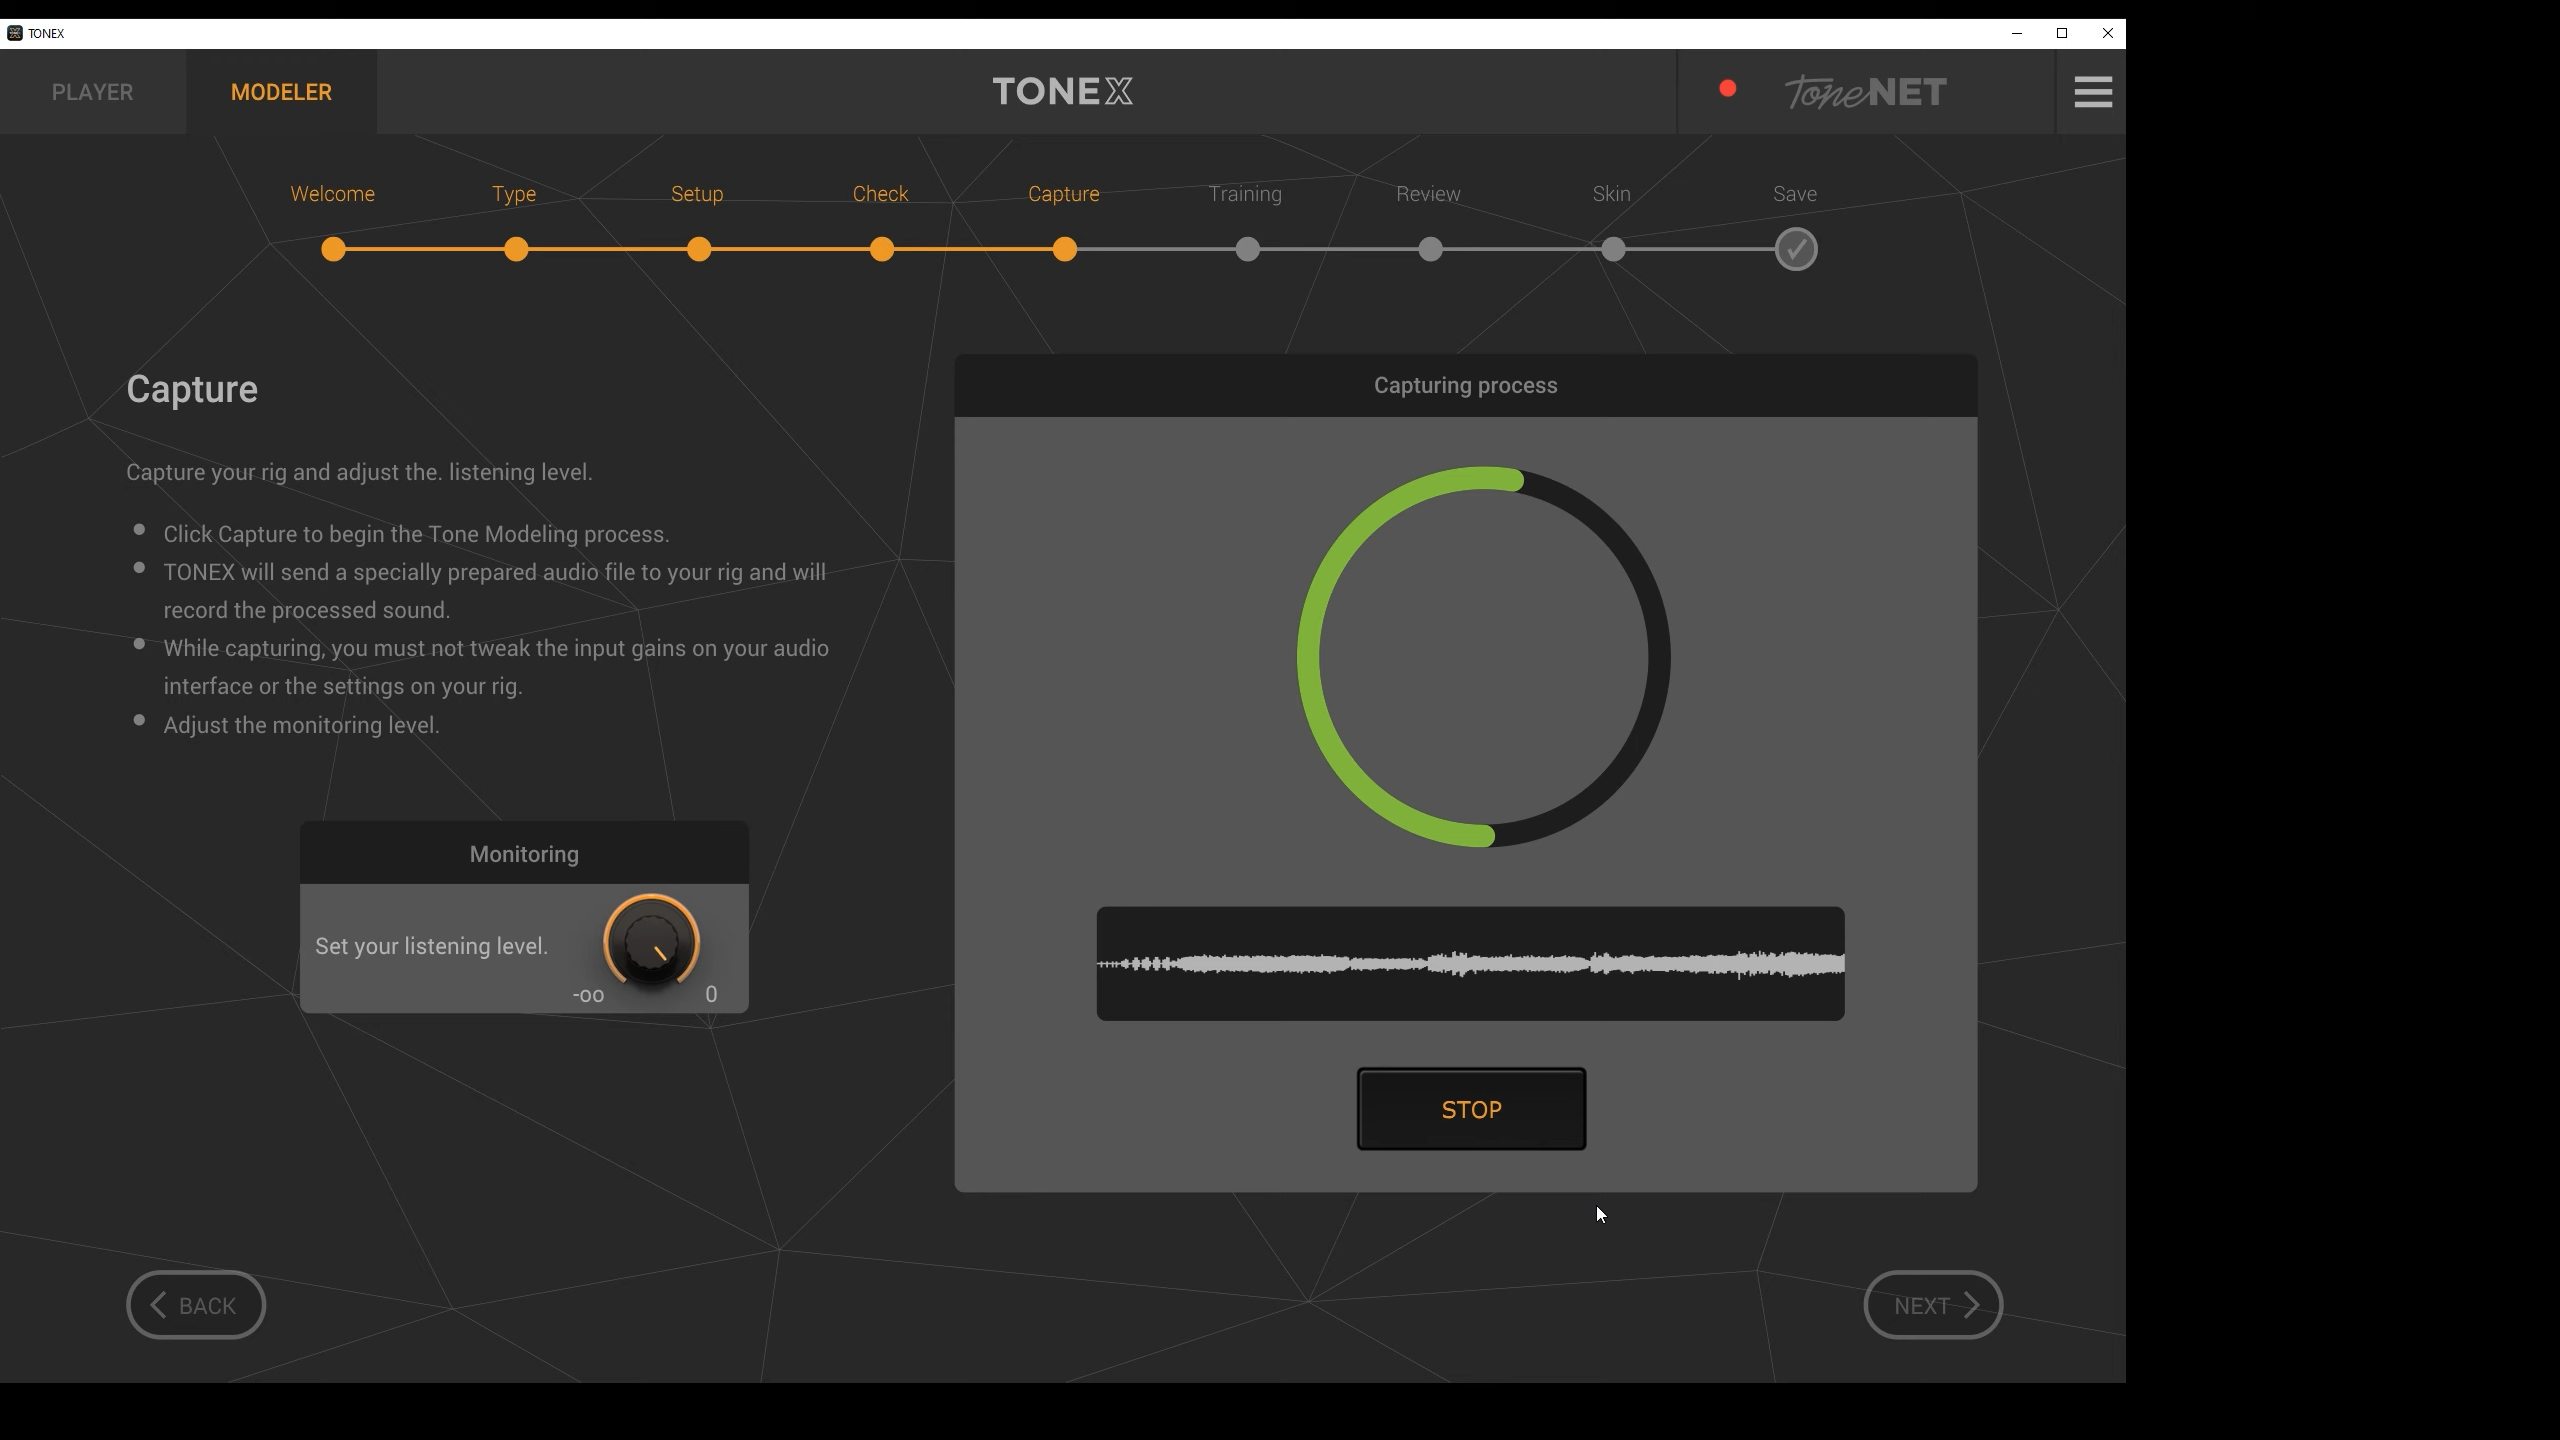 TONEX
PLAYER
MODELER
TONEX
ToneNET
Welcome
Type
Setup
Check
Capture
Training
Review
Skin
Save
Capture
Capture your rig and adjust the. listening level.
Click Capture to begin the Tone Modeling process.
TONEX will send a specially prepared audio file to your rig and will
record the processed sound.
While capturing, you must not tweak the input gains on your audio
interface or the settings on your rig.
Adjust the monitoring level.
Monitoring
Set your listening level.
-oo
0
Capturing process
STOP
BACK
NEXT